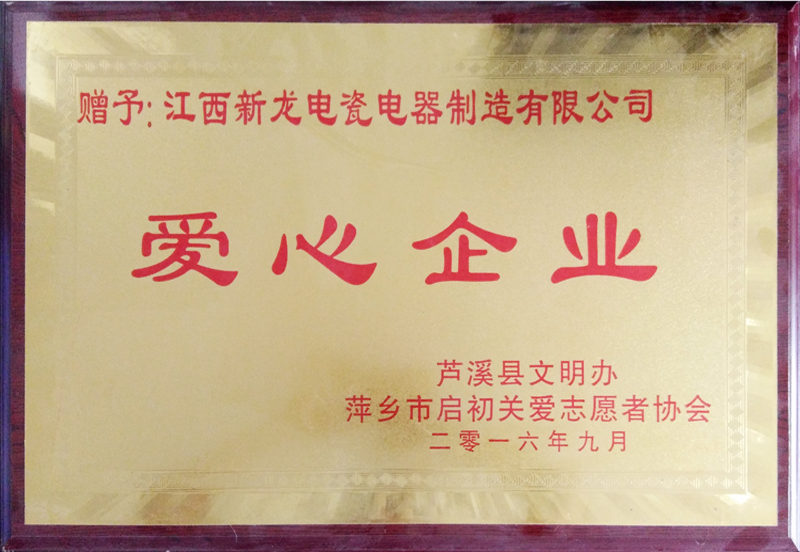 赠予:江西新龙电瓷电器制造有限公司
爱心企业
芦溪县文明办
萍乡市启初关爱志愿者协会
二零一六年九月